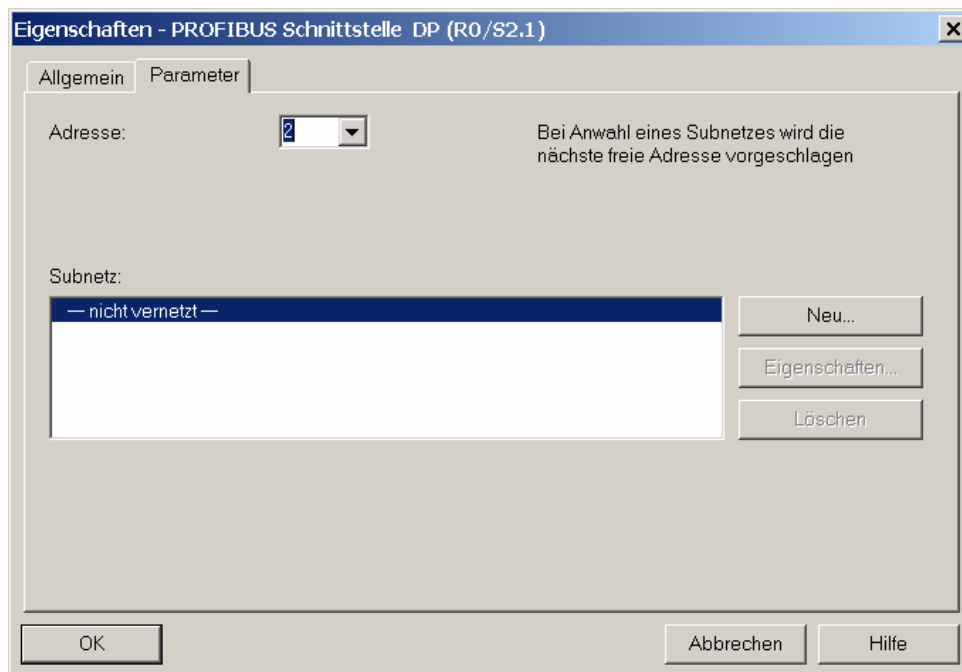 Eigenschaften - PROFIBUS Schnittstelle DP (R0/S2.1)
Allgemein
Parameter
Adresse:
2
Bei Anwahl eines Subnetzes wird die
nächste freie Adresse vorgeschlagen
Subnetz:
— nicht vernetzt —
Neu...
Eigenschaften...
Löschen
OK
Abbrechen
Hilfe